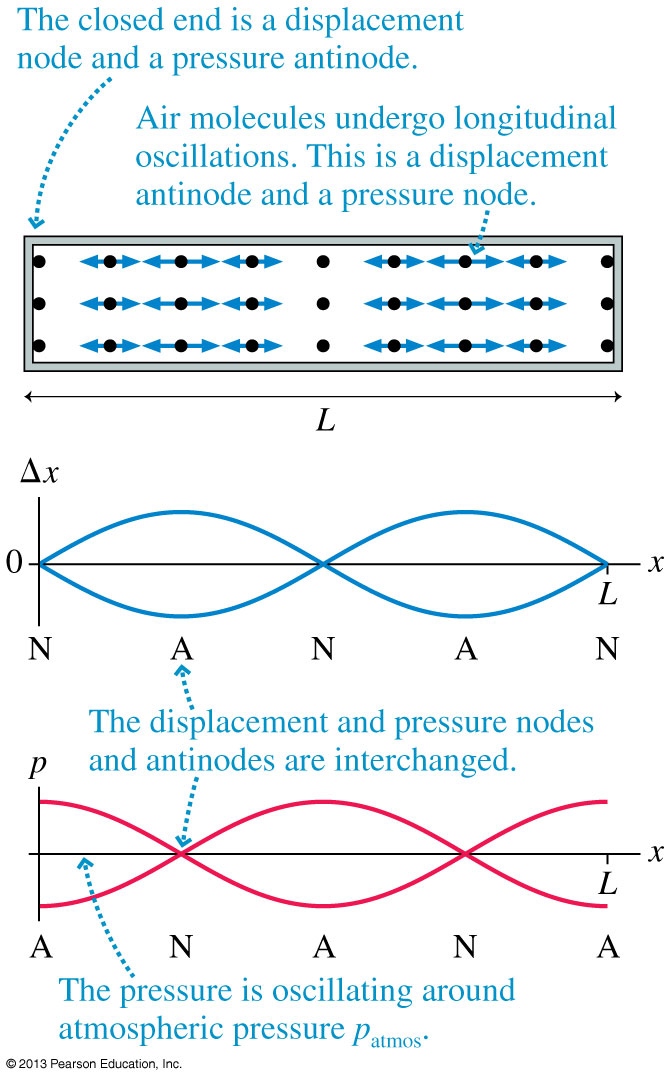 The closed end is a displacement
node and a pressure antinode.
Air molecules undergo longitudinal
oscillations. This is a displacement
antinode and a pressure node.
L
Δx
0
x
L
N A N A N
The displacement and pressure nodes
and antinodes are interchanged.
p
x
L
A N A N A
The pressure is oscillating around
atmospheric pressure patmos.
© 2013 Pearson Education, Inc.